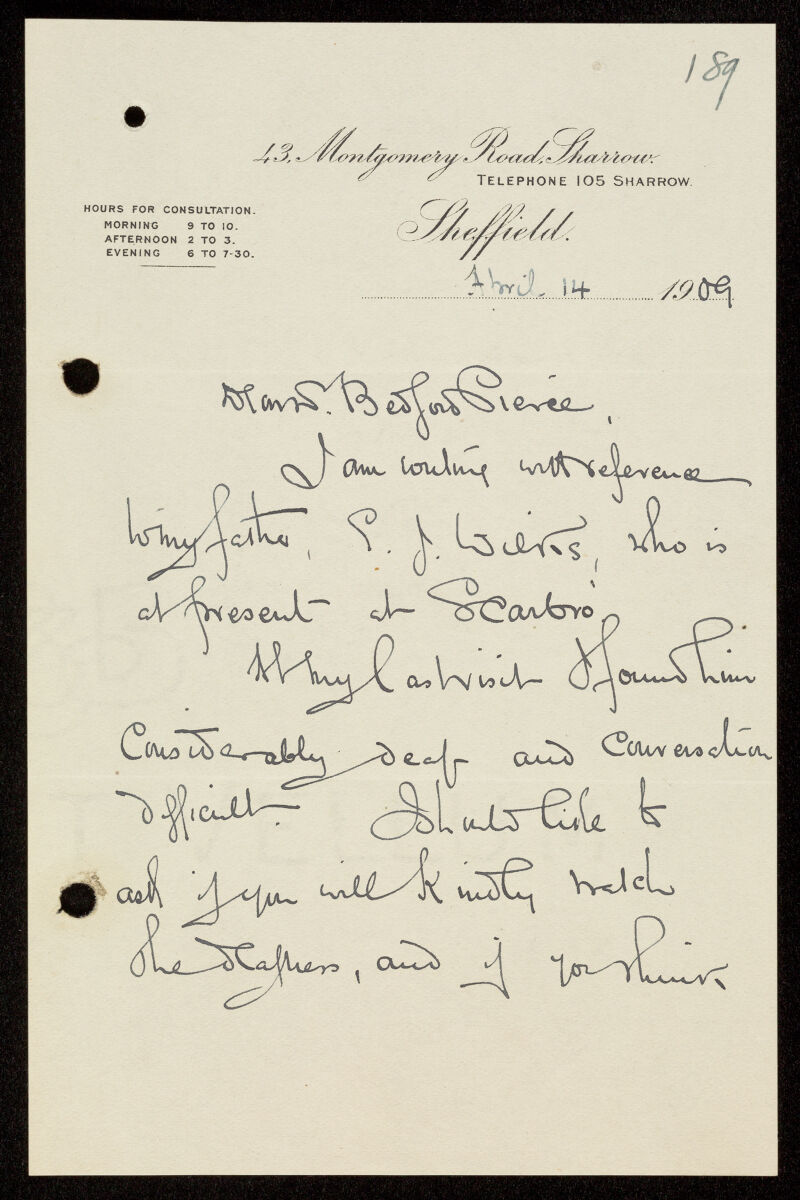 189
43, Montgomery Road, Sharrow.
TELEPHONE 105 SHARROW.
HOURS FOR CONSULTATION.
MORNING 9 TO 10.
AFTERNOON 2 TO 3.
EVENING 6 TO 7-30.
Sheffield.
April 14 1909
Dear Dr. Bedford Pierce,
I am writing with reference
to my father, E. J. Wilkes, who is
at present at Scarbro'
At my last visit I found him
Considerably deaf and Conversation
difficult. I should like to
ask if you will kindly watch
the deafness, and if you think